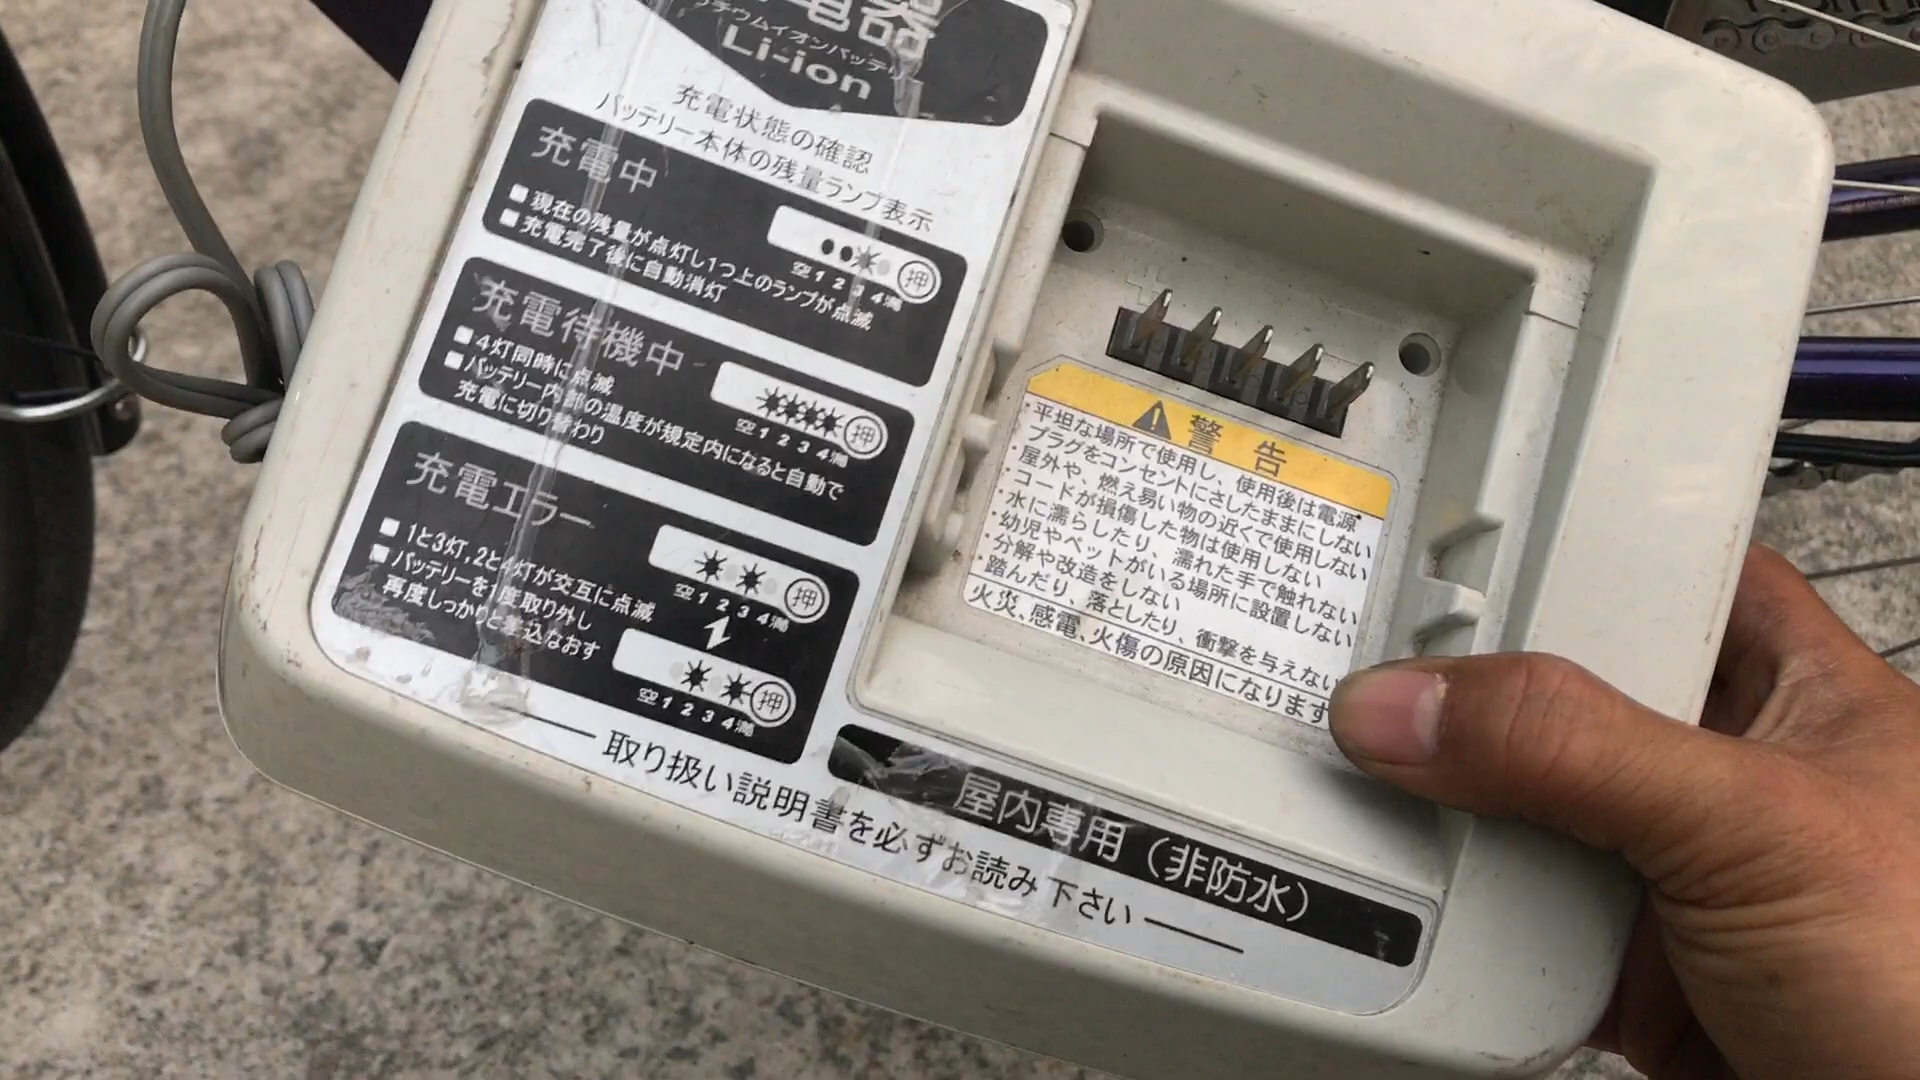 電器
リチウムイオンバッテリー
Li-ion
充電状態の確認
バッテリー本体の残量ランプ表示
充電中
■現在の残量が点灯し1つ上のランプが点滅
■充電完了後に自動消灯
空1 2 3 4満
押
充電待機中
■4灯同時に点滅
■バッテリー内部の温度が規定内になると自動で
充電に切り替わり
空1 2 3 4満
押
充電エラー
■1と3灯,2と4灯が交互に点滅
■バッテリーを1度取り外し
再度しっかりと差込なおす
空1 2 3 4満
押
空1 2 3 4満
押
取り扱い説明書を必ずお読み下さい
屋内専用（非防水）
警告
・平坦な場所で使用し、使用後は電源
プラグをコンセントにさしたままにしない
・屋外や、燃え易い物の近くで使用しない
・コードが損傷した物は使用しない
・水に濡らしたり、濡れた手で触れない
・幼児やペットがいる場所に設置しない
・分解や改造をしない
・踏んだり、落としたり、衝撃を与えない
火災、感電、火傷の原因になります